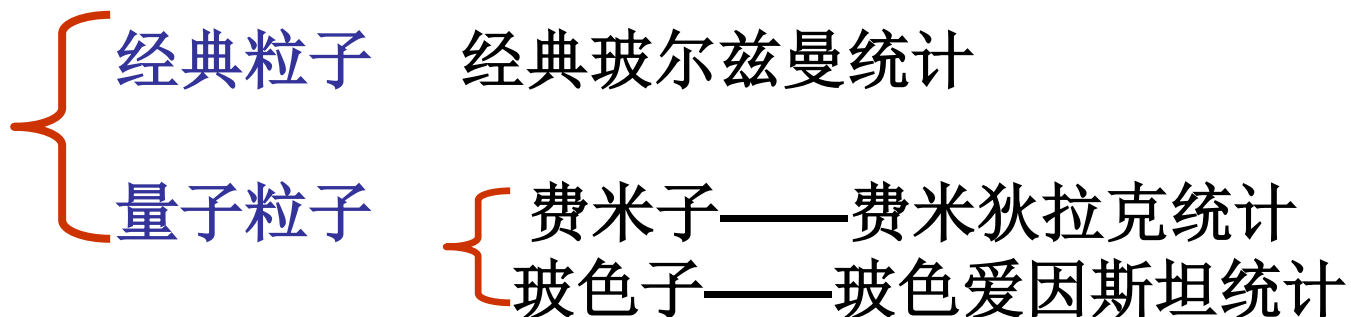 经典粒子 经典玻尔兹曼统计
量子粒子 费米子——费米狄拉克统计
玻色子——玻色爱因斯坦统计